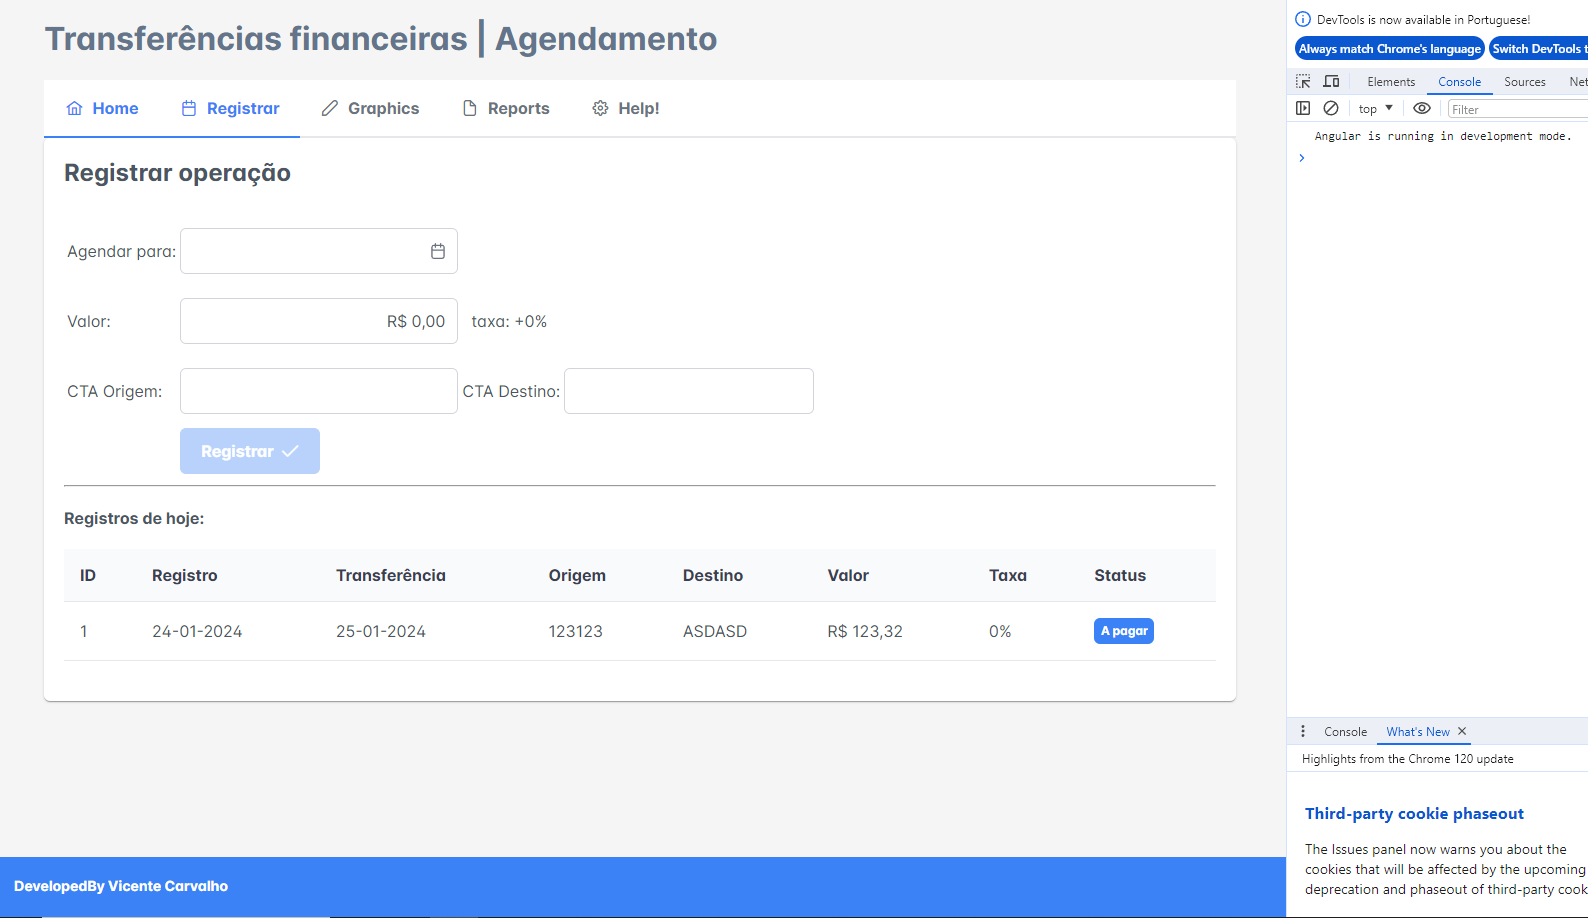 Transferências financeiras | Agendamento
Home Registrar Graphics Reports Help!
Registrar operação
Agendar para:
Valor: R$ 0,00 taxa: +0%
CTA Origem: CTA Destino:
Registrar
Registros de hoje:
ID Registro Transferência Origem Destino Valor Taxa Status
1 24-01-2024 25-01-2024 123123 ASDASD R$ 123,32 0% A pagar
DevelopedBy Vicente Carvalho
DevTools is now available in Portuguese!
Always match Chrome's language Switch DevTools t
Elements Console Sources Net
top Filter
Angular is running in development mode.
Console What's New
Highlights from the Chrome 120 update
Third-party cookie phaseout
The Issues panel now warns you about the
cookies that will be affected by the upcoming
deprecation and phaseout of third-party cook